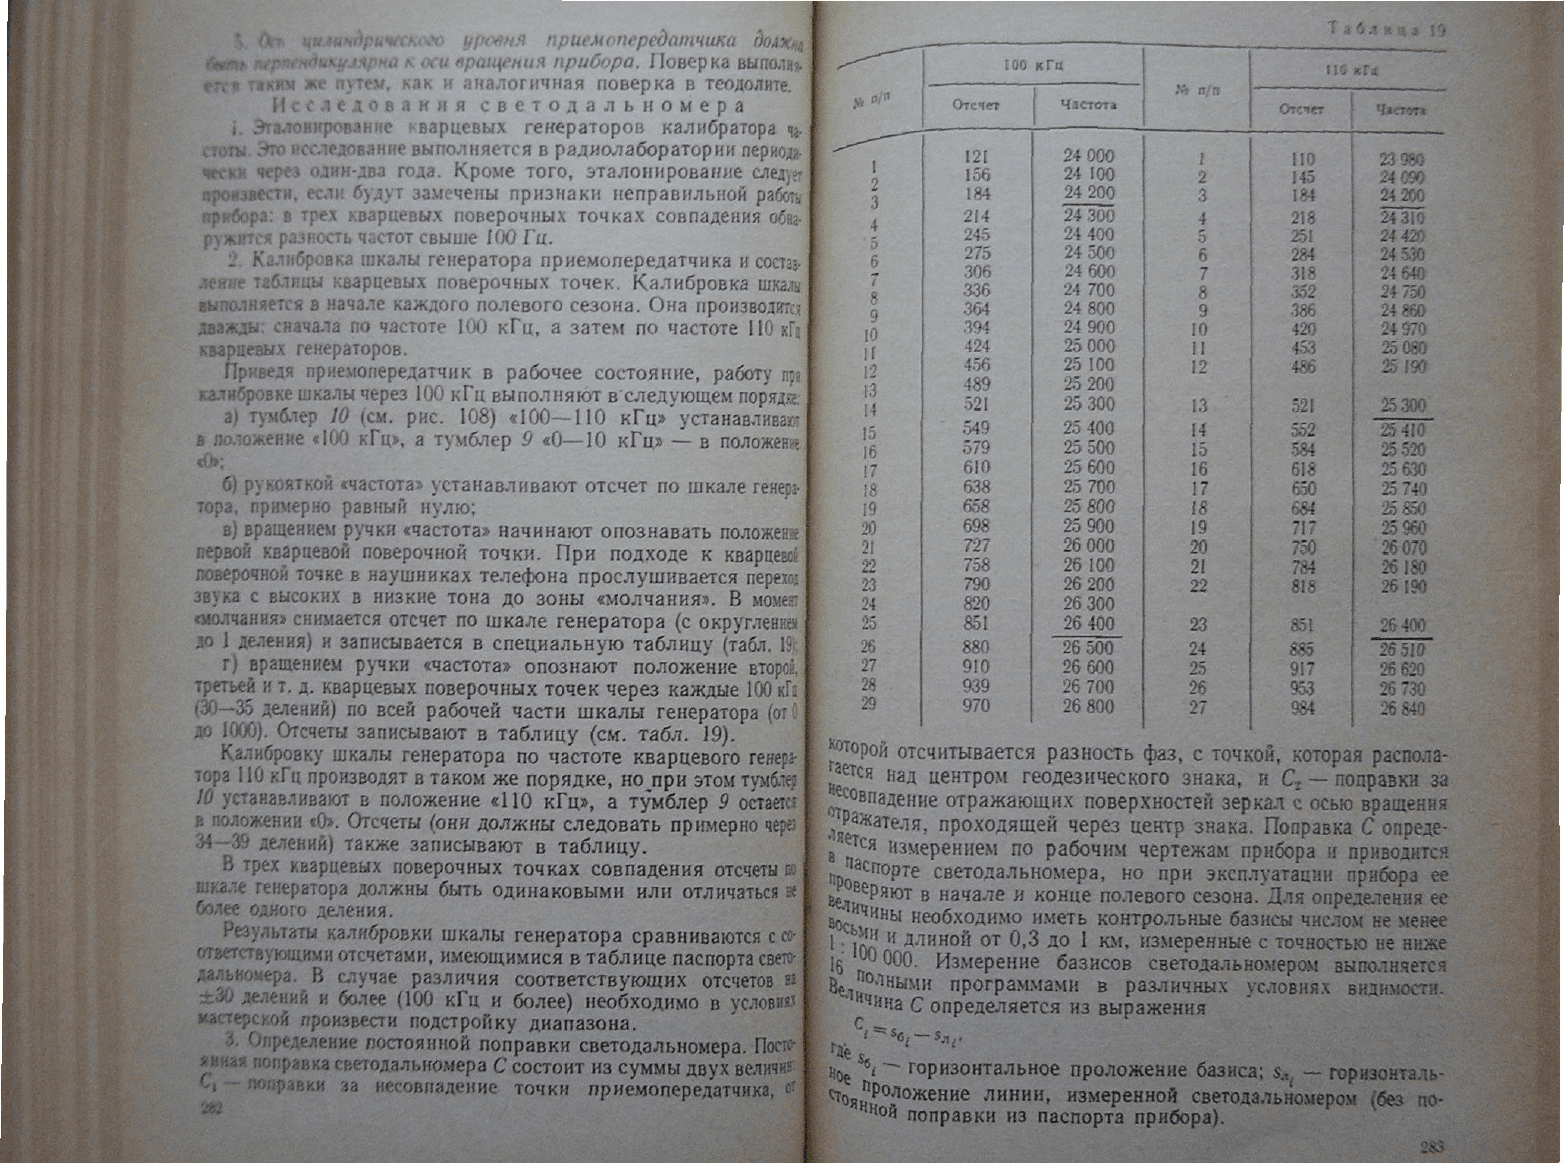 5. Ось цилиндрического уровня приемопередатчика должна
быть перпендикулярна к оси вращения прибора. Поверка выполня-
ется таким же путем, как и аналогичная поверка в теодолите.
Исследования светодальномера
1. Эталонирование кварцевых генераторов калибратора ча-
стоты. Это исследование выполняется в радиолаборатории периоди-
чески через один-два года. Кроме того, эталонирование следует
произвести, если будут замечены признаки неправильной работы
прибора: в трех кварцевых поверочных точках совпадения обна-
ружится разность частот свыше 100 Гц.
2. Калибровка шкалы генератора приемопередатчика и состав-
ление таблицы кварцевых поверочных точек. Калибровка шкалы
выполняется в начале каждого полевого сезона. Она производится
дважды: сначала по частоте 100 кГц, а затем по частоте 110 кГц
кварцевых генераторов.
Приведя приемопередатчик в рабочее состояние, работу при
калибровке шкалы через 100 кГц выполняют в следующем порядке:
а) тумблер 10 (см. рис. 108) «100—110 кГц» устанавливают
в положение «100 кГц», а тумблер 9 «0—10 кГц» — в положение
«0»;
б) рукояткой «частота» устанавливают отсчет по шкале генера-
тора, примерно равный нулю;
в) вращением ручки «частота» начинают опознавать положение
первой кварцевой поверочной точки. При подходе к кварцевой
поверочной точке в наушниках телефона прослушивается переход
звука с высоких в низкие тона до зоны «молчания». В момент
«молчания» снимается отсчет по шкале генератора (с округлением
до 1 деления) и записывается в специальную таблицу (табл. 19);
г) вращением ручки «частота» опознают положение второй,
третьей и т. д. кварцевых поверочных точек через каждые 100 кГц
(30—35 делений) по всей рабочей части шкалы генератора (от 0
до 1000). Отсчеты записывают в таблицу (см. табл. 19).
Калибровку шкалы генератора по частоте кварцевого генера-
тора 110 кГц производят в таком же порядке, но при этом тумблер
10 устанавливают в положение «110 кГц», а тумблер 9 остается
в положении «0». Отсчеты (они должны следовать примерно через
34—39 делений) также записывают в таблицу.
В трех кварцевых поверочных точках совпадения отсчеты по
шкале генератора должны быть одинаковыми или отличаться не
более одного деления.
Результаты калибровки шкалы генератора сравниваются с со-
ответствующими отсчетами, имеющимися в таблице паспорта свето-
дальномера. В случае различия соответствующих отсчетов на
±30 делений и более (100 кГц и более) необходимо в условиях
мастерской произвести подстройку диапазона.
3. Определение постоянной поправки светодальномера. Посто-
янная поправка светодальномера C состоит из суммы двух величин:
C₁ — поправки за несовпадение точки приемопередатчика, от
282
Таблица 19
№ п/п 100 кГц № п/п 110 кГц
Отсчет Частота Отсчет Частота
1 121 24 000 1 110 23 980
2 156 24 100 2 145 24 090
3 184 24 200 3 184 24 200
4 214 24 300 4 218 24 310
5 245 24 400 5 251 24 420
6 275 24 500 6 284 24 530
7 306 24 600 7 318 24 640
8 336 24 700 8 352 24 750
9 364 24 800 9 386 24 860
10 394 24 900 10 420 24 970
11 424 25 000 11 453 25 080
12 456 25 100 12 486 25 190
13 489 25 200
14 521 25 300 13 521 25 300
15 549 25 400 14 552 25 410
16 579 25 500 15 584 25 520
17 610 25 600 16 618 25 630
18 638 25 700 17 650 25 740
19 658 25 800 18 684 25 850
20 698 25 900 19 717 25 960
21 727 26 000 20 750 26 070
22 758 26 100 21 784 26 180
23 790 26 200 22 818 26 190
24 820 26 300
25 851 26 400 23 851 26 400
26 880 26 500 24 885 26 510
27 910 26 600 25 917 26 620
28 939 26 700 26 953 26 730
29 970 26 800 27 984 26 840
которой отсчитывается разность фаз, с точкой, которая распола-
гается над центром геодезического знака, и C₂ — поправки за
несовпадение отражающих поверхностей зеркал с осью вращения
отражателя, проходящей через центр знака. Поправка C опреде-
ляется измерением по рабочим чертежам прибора и приводится
в паспорте светодальномера, но при эксплуатации прибора ее
проверяют в начале и конце полевого сезона. Для определения ее
величины необходимо иметь контрольные базисы числом не менее
восьми и длиной от 0,3 до 1 км, измеренные с точностью не ниже
1 : 100 000. Измерение базисов светодальномером выполняется
16 полными программами в различных условиях видимости.
Величина C определяется из выражения
Cᵢ = sбᵢ — sлᵢ,
где sбᵢ — горизонтальное проложение базиса; sлᵢ — горизонталь-
ное проложение линии, измеренной светодальномером (без по-
стоянной поправки из паспорта прибора).
283